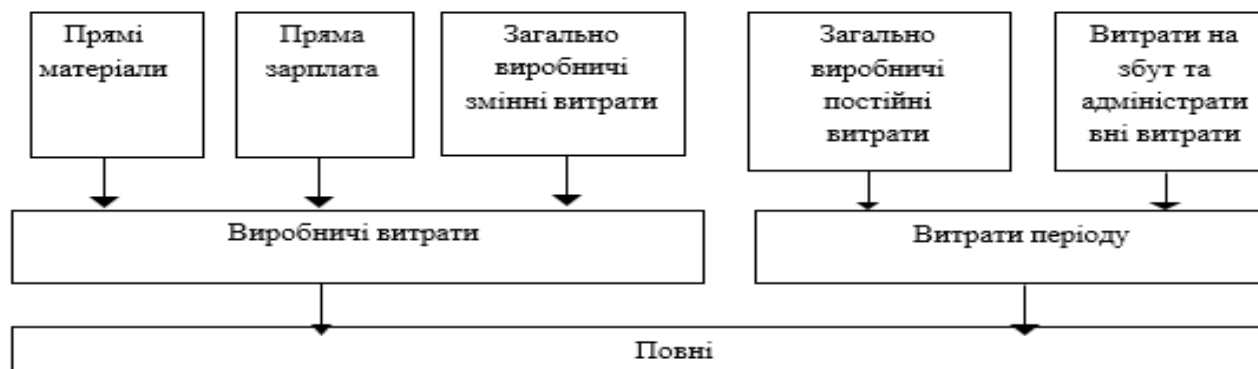 Прямі
матеріали
Пряма
зарплата
Загально
виробничі
змінні витрати
Загально
виробничі
постійні
витрати
Витрати на
збут та
адміністрати
вні витрати
Виробничі витрати
Витрати періоду
Повні